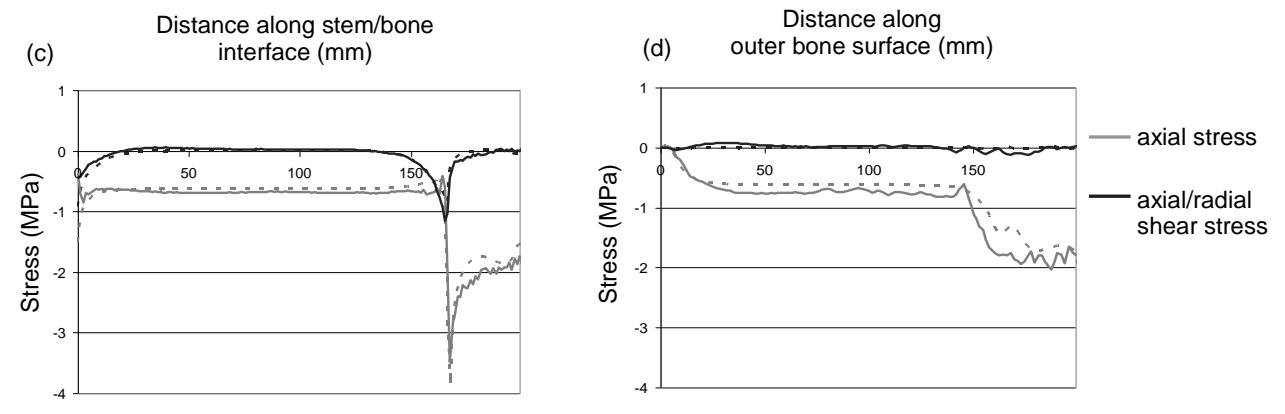 (c)
Distance along stem/bone
interface (mm)
1
0
-1
-2
-3
-4
0
50
100
150
Stress (MPa)
(d)
Distance along
outer bone surface (mm)
1
0
-1
-2
-3
-4
0
50
100
150
Stress (MPa)
axial stress
axial/radial
shear stress